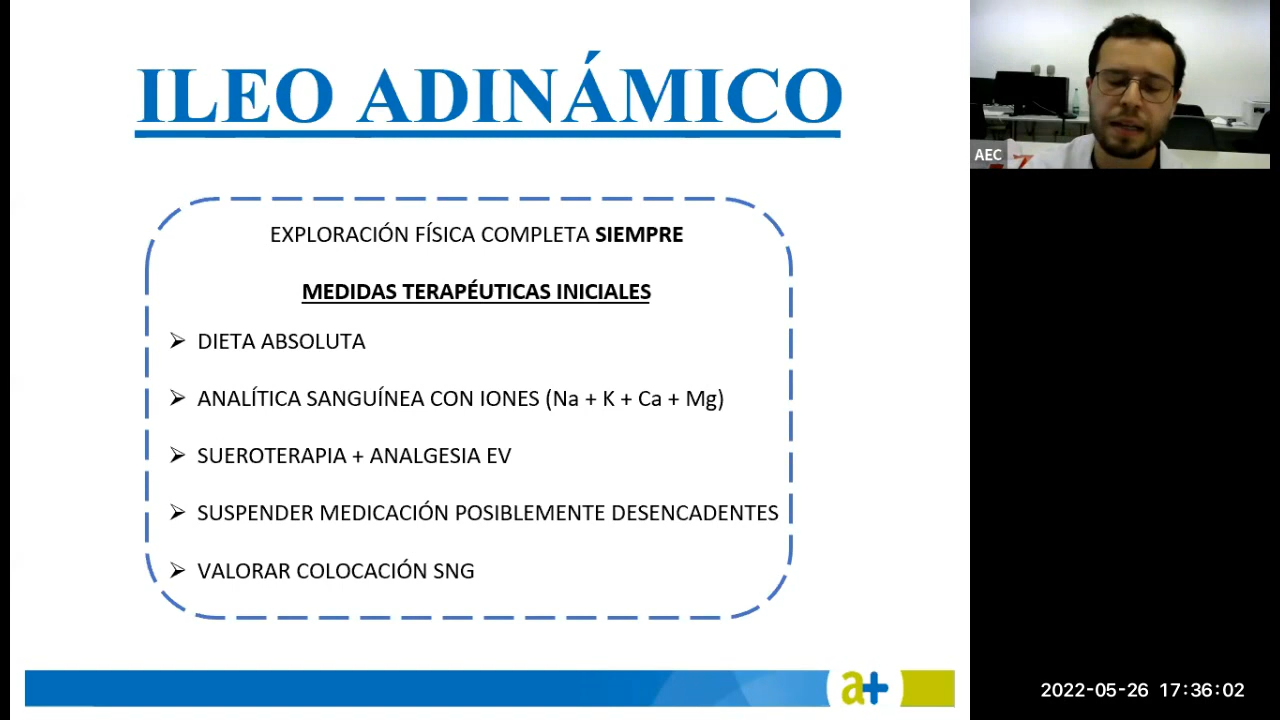 ILEO ADINÁMICO
EXPLORACIÓN FÍSICA COMPLETA SIEMPRE
MEDIDAS TERAPÉUTICAS INICIALES
➢ DIETA ABSOLUTA
➢ ANALÍTICA SANGUÍNEA CON IONES (Na + K + Ca + Mg)
➢ SUEROTERAPIA + ANALGESIA EV
➢ SUSPENDER MEDICACIÓN POSIBLEMENTE DESENCADENTES
➢ VALORAR COLOCACIÓN SNG
a+
AEC
2022-05-26 17:36:02